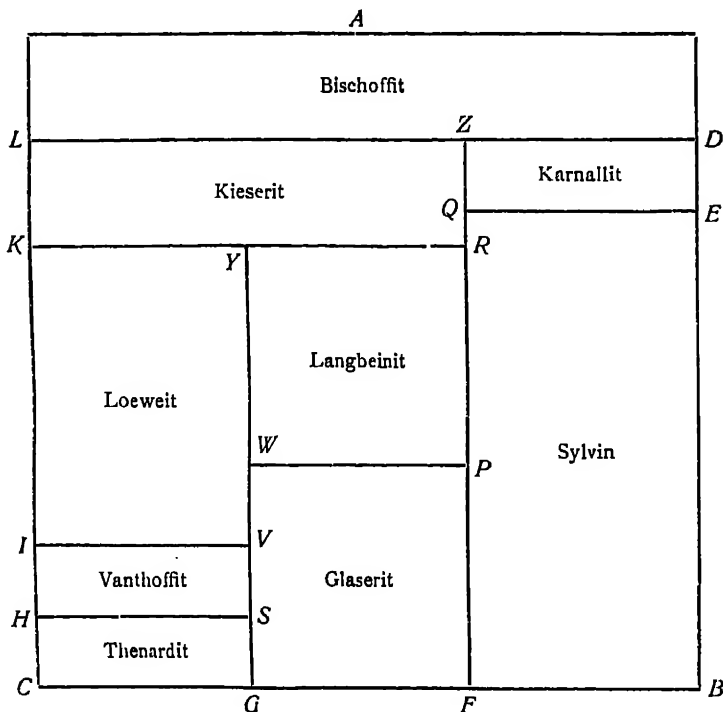 A
Bischoffit
L Z D
Karnallit
Kieserit
Q E
K Y R
Langbeinit
Loeweit
W
Sylvin
P
I V
Vanthoffit Glaserit
H S
Thenardit
C G F B